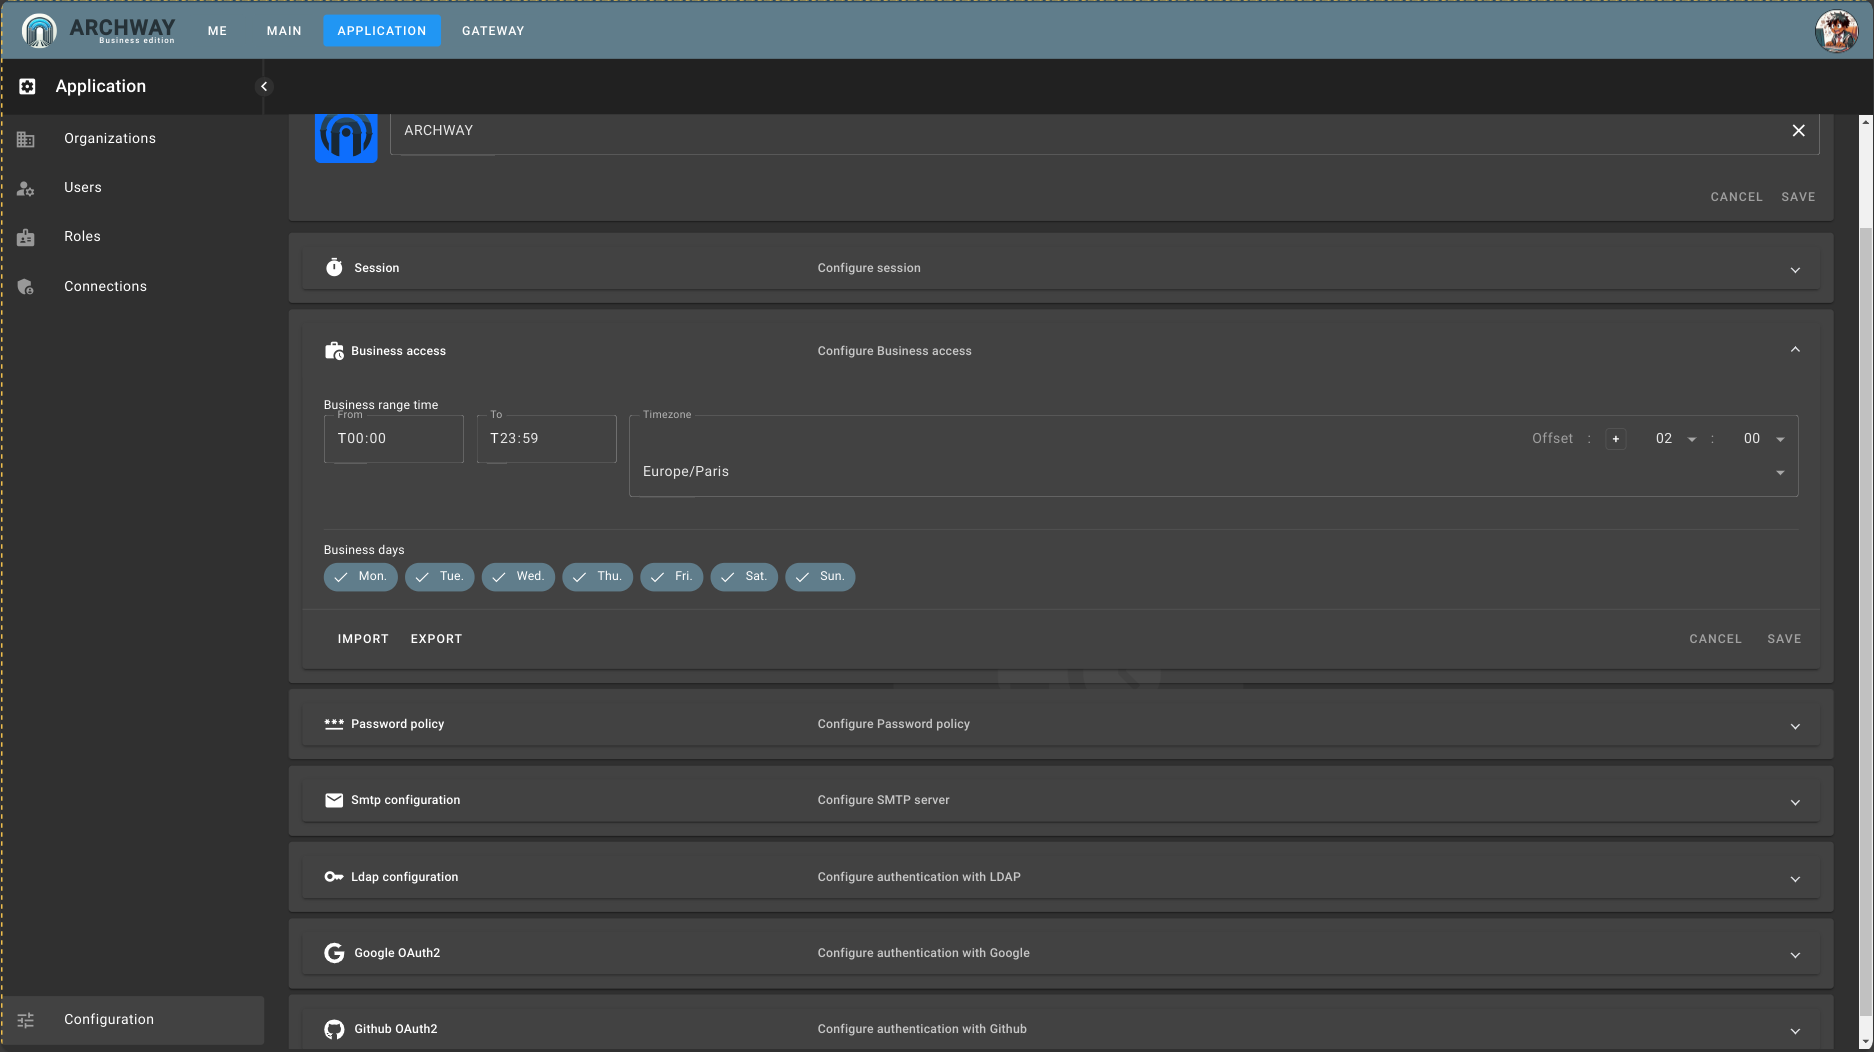 ARCHWAY
Business edition
ME
MAIN
APPLICATION
GATEWAY
Application
Organizations
Users
Roles
Connections
Configuration
ARCHWAY
CANCEL
SAVE
Session
Configure session
Business access
Configure Business access
Business range time
From
T00:00
To
T23:59
Timezone
Offset : + 02 : 00
Europe/Paris
Business days
Mon.
Tue.
Wed.
Thu.
Fri.
Sat.
Sun.
IMPORT
EXPORT
CANCEL
SAVE
Password policy
Configure Password policy
Smtp configuration
Configure SMTP server
Ldap configuration
Configure authentication with LDAP
Google OAuth2
Configure authentication with Google
Github OAuth2
Configure authentication with Github